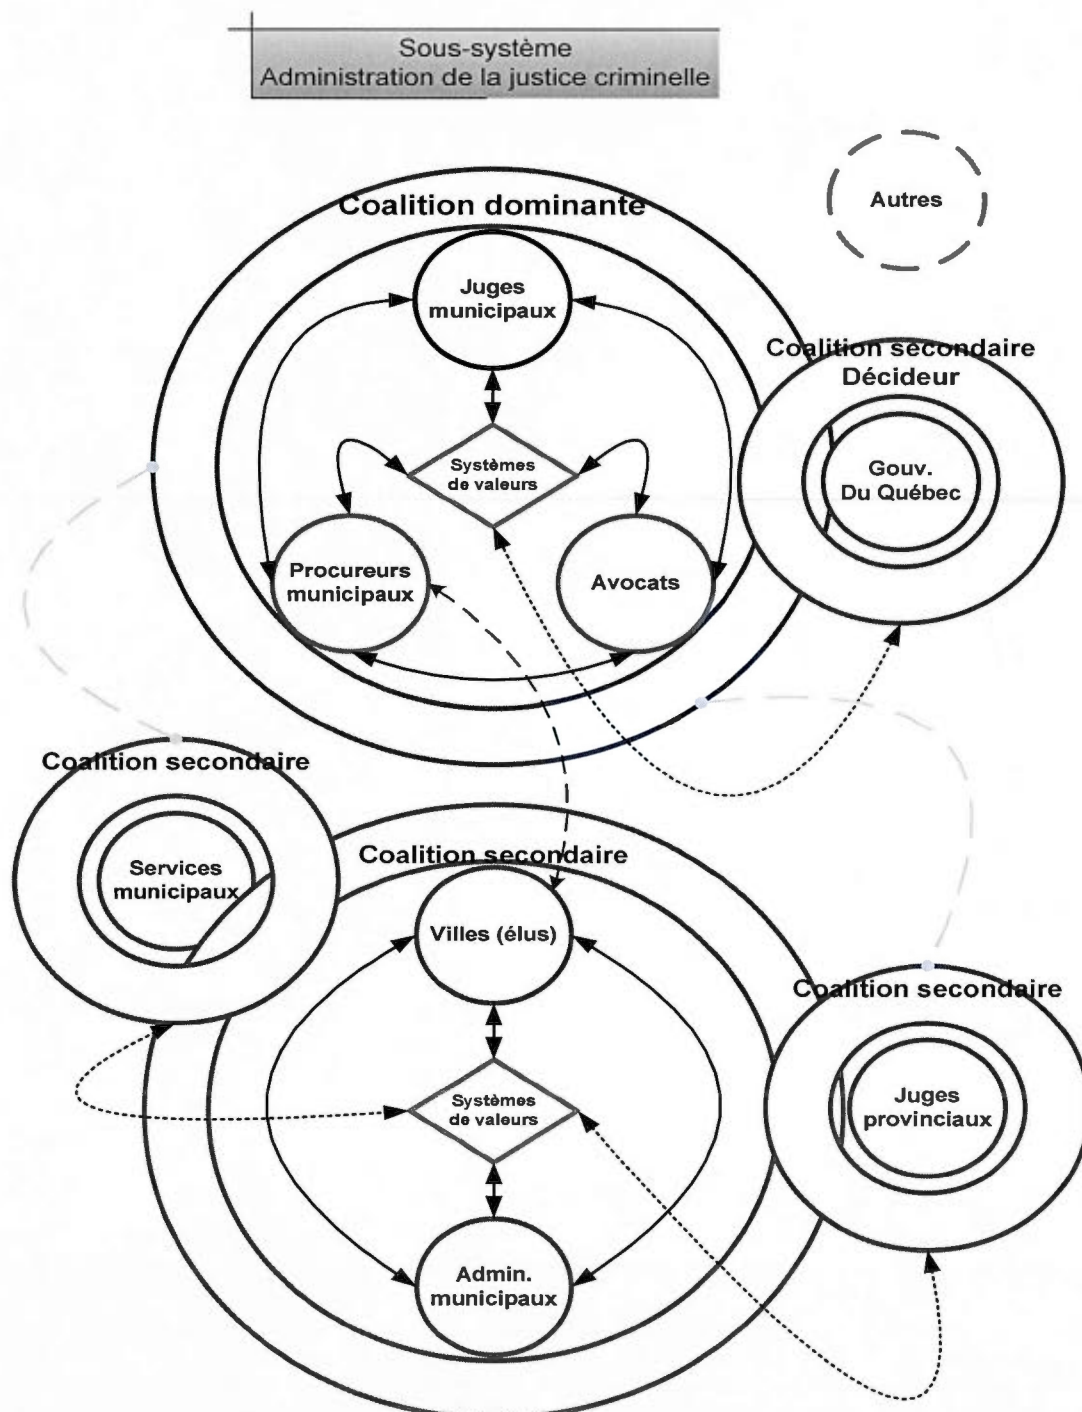 Sous-système
Administration de la justice criminelle
Autres
Coalition dominante
Juges
municipaux
Coalition secondaire
Décideur
Gouv.
Du Québec
Systèmes
de valeurs
Procureurs
municipaux
Avocats
Coalition secondaire
Services
municipaux
Coalition secondaire
Villes (élus)
Systèmes
de valeurs
Admin.
municipaux
Coalition secondaire
Juges
provinciaux